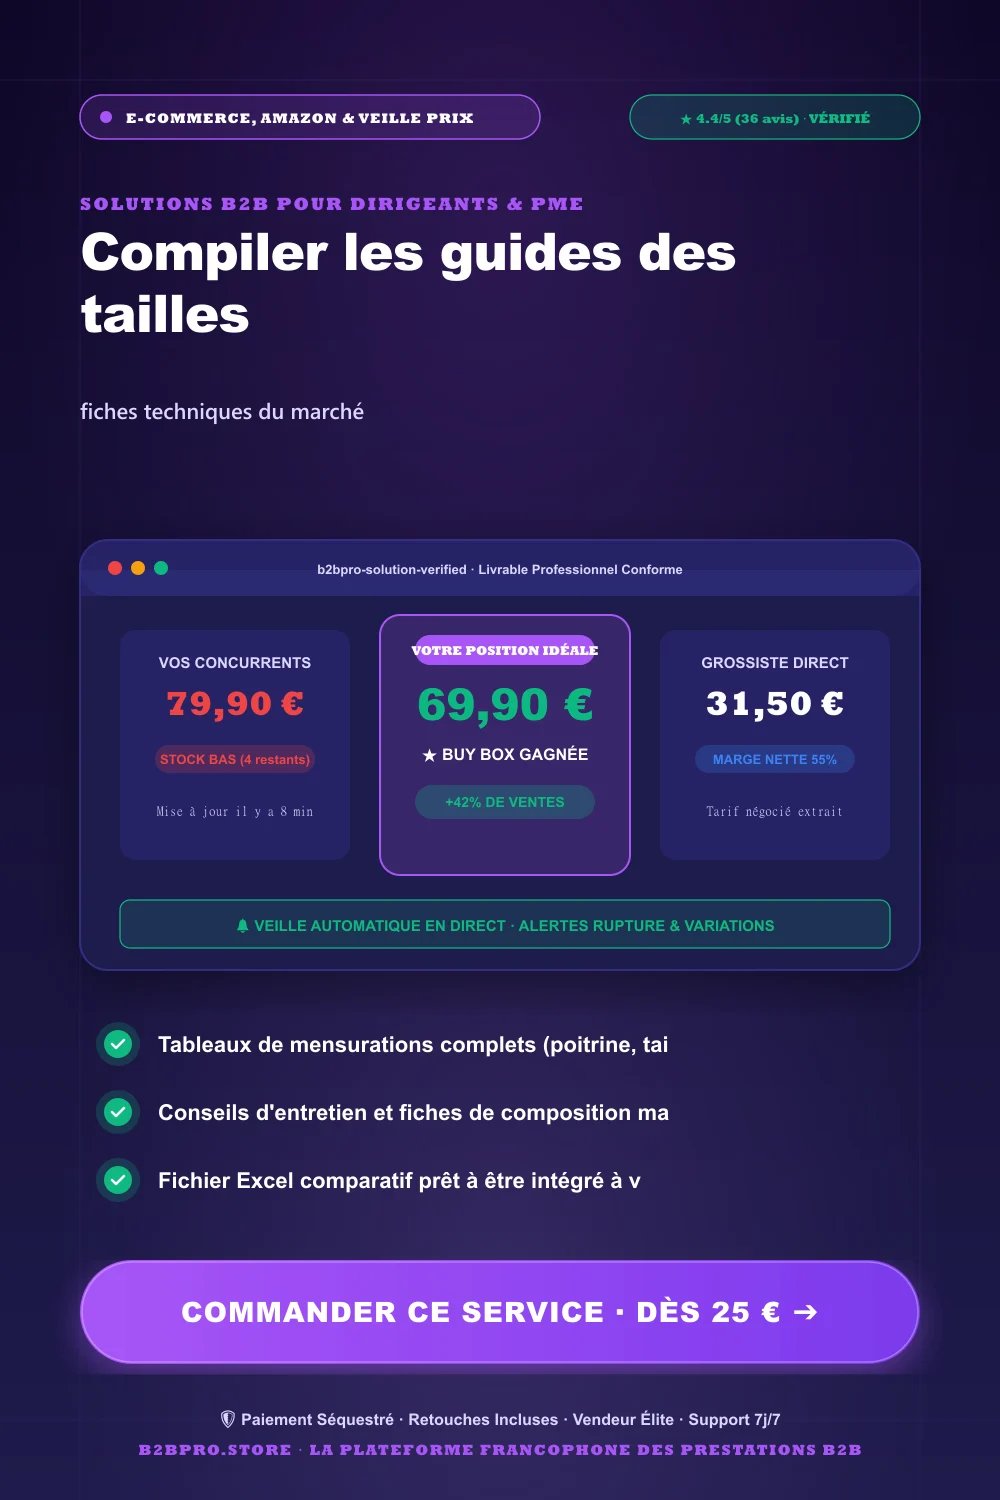 E-COMMERCE, AMAZON & VEILLE PRIX
★ 4.4/5 (36 avis) · VÉRIFIÉ
SOLUTIONS B2B POUR DIRIGEANTS & PME
Compiler les guides des
tailles
fiches techniques du marché
b2bpro-solution-verified · Livrable Professionnel Conforme
VOS CONCURRENTS
79,90 €
STOCK BAS (4 restants)
Mise à jour il y a 8 min
VOTRE POSITION IDÉALE
69,90 €
★ BUY BOX GAGNÉE
+42% DE VENTES
GROSSISTE DIRECT
31,50 €
MARGE NETTE 55%
Tarif négocié extrait
🔔 VEILLE AUTOMATIQUE EN DIRECT · ALERTES RUPTURE & VARIATIONS
Tableaux de mensurations complets (poitrine, tai
Conseils d'entretien et fiches de composition ma
Fichier Excel comparatif prêt à être intégré à v
COMMANDER CE SERVICE · DÈS 25 € ➔
🛡 Paiement Séquestré · Retouches Incluses · Vendeur Élite · Support 7j/7
B2BPRO.STORE · LA PLATEFORME FRANCOPHONE DES PRESTATIONS B2B